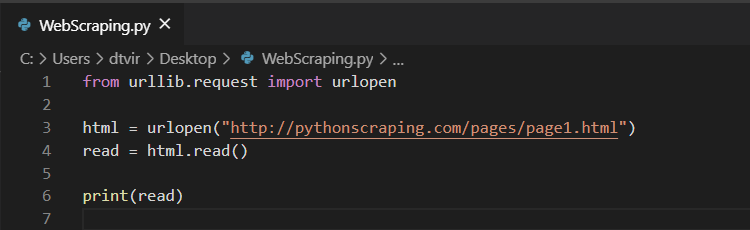 WebScraping.py ×
C: > Users > dtvir > Desktop > WebScraping.py > ...
1 from urllib.request import urlopen
2
3 html = urlopen("http://pythonscraping.com/pages/page1.html")
4 read = html.read()
5
6 print(read)
7